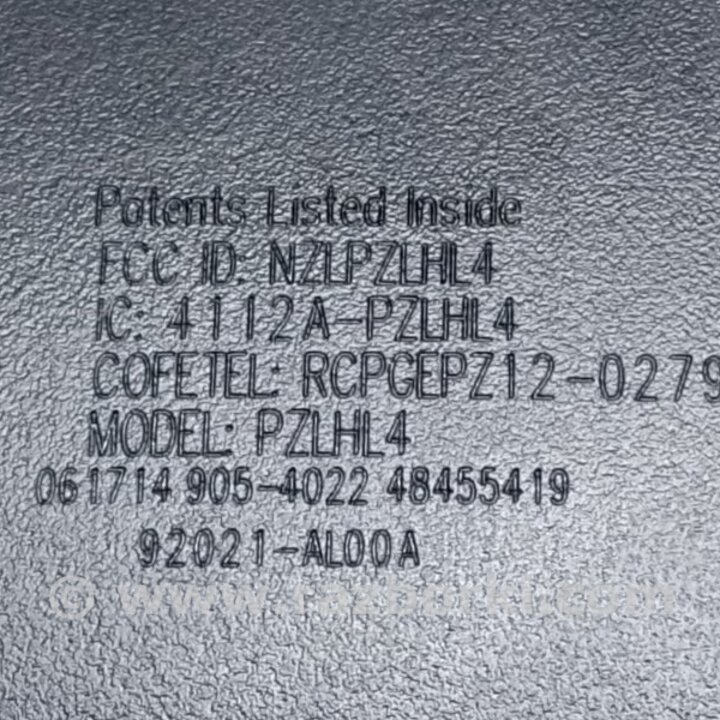 Patents Listed Inside
FCC ID: NZLPZLHL4
IC: 4112A-PZLHL4
COFETEL: RCPGEPZ12-0279
MODEL: PZLHL4
061714 905-4022 48455419
92021-AL00A
© www.razborki.com